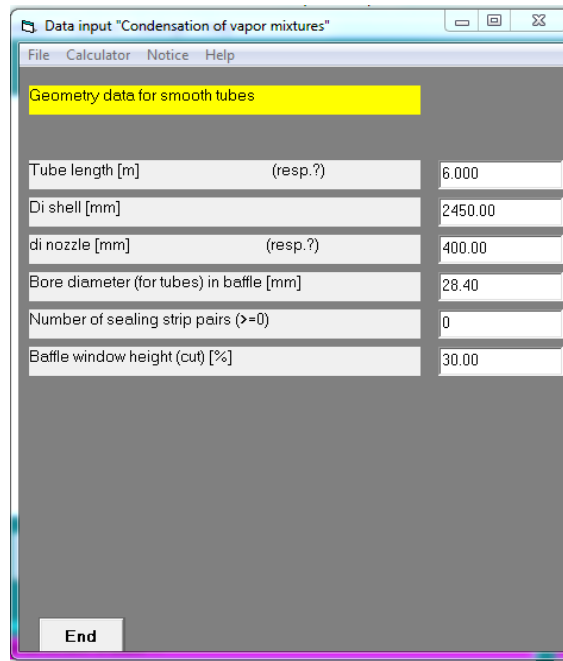 Data input "Condensation of vapor mixtures"
File Calculator Notice Help
Geometry data for smooth tubes
Tube length [m] (resp.?) 6.000
Di shell [mm] 2450.00
di nozzle [mm] (resp.?) 400.00
Bore diameter (for tubes) in baffle [mm] 28.40
Number of sealing strip pairs (>=0) 0
Baffle window height (cut) [%] 30.00
End